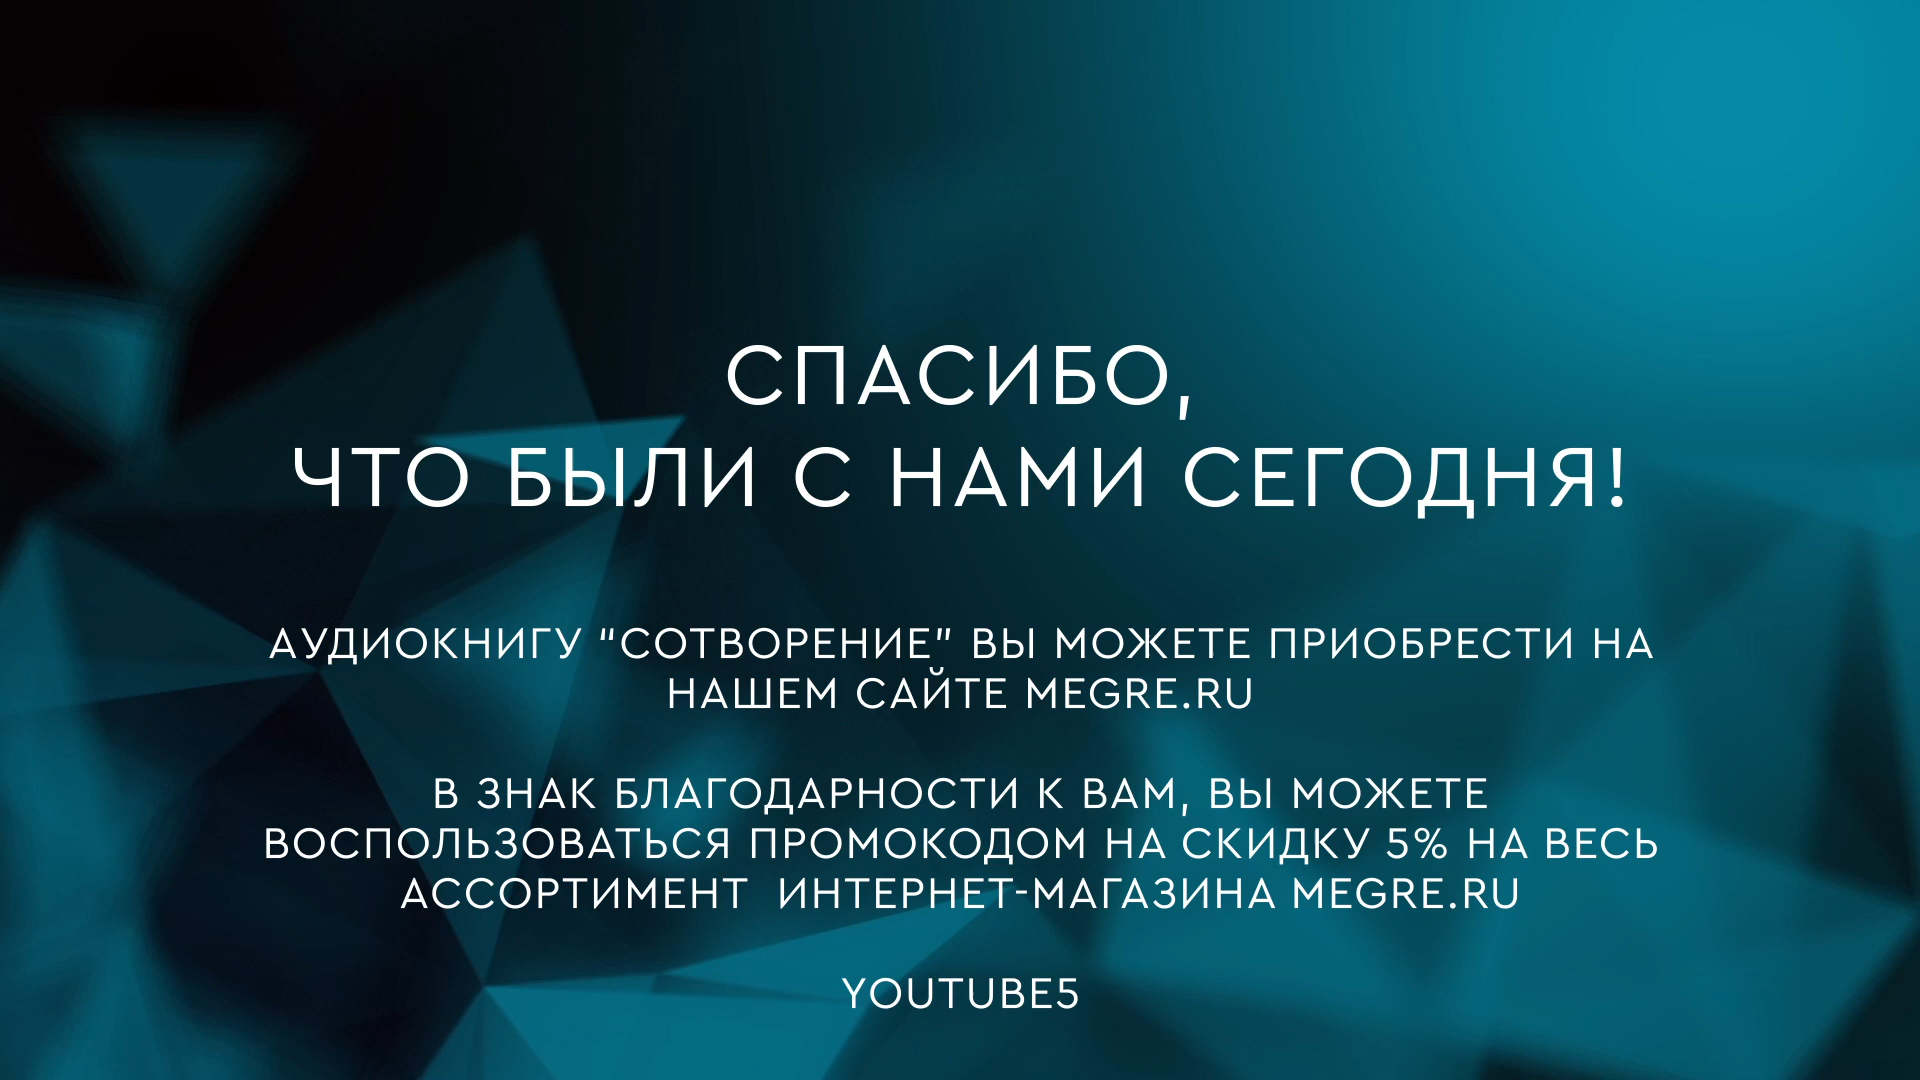 СПАСИБО,
ЧТО БЫЛИ С НАМИ СЕГОДНЯ!
АУДИОКНИГУ “СОТВОРЕНИЕ” ВЫ МОЖЕТЕ ПРИОБРЕСТИ НА
НАШЕМ САЙТЕ MEGRE.RU
В ЗНАК БЛАГОДАРНОСТИ К ВАМ, ВЫ МОЖЕТЕ
ВОСПОЛЬЗОВАТЬСЯ ПРОМОКОДОМ НА СКИДКУ 5% НА ВЕСЬ
АССОРТИМЕНТ  ИНТЕРНЕТ-МАГАЗИНА MEGRE.RU
YOUTUBE5